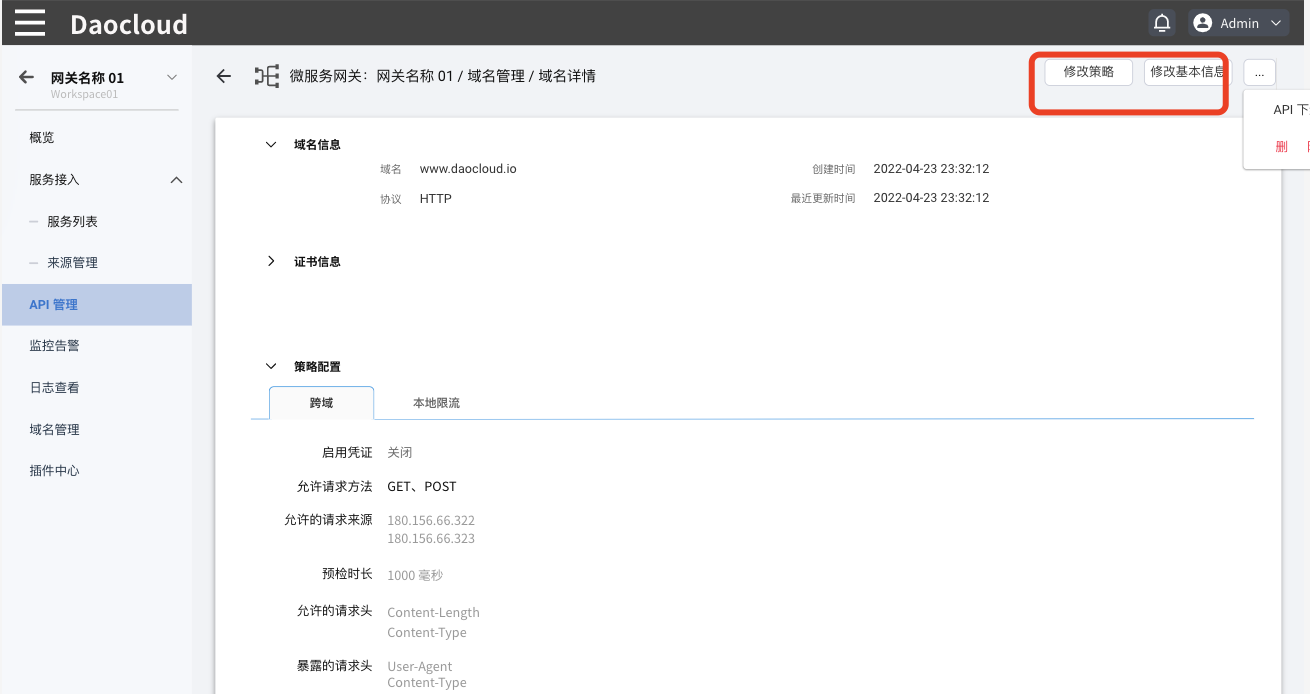 Daocloud
Admin
网关名称 01
Workspace01
微服务网关：网关名称 01 / 域名管理 / 域名详情
修改策略
修改基本信息
...
API 下
删
概览
服务接入
服务列表
来源管理
API 管理
监控告警
日志查看
域名管理
插件中心
域名信息
域名 www.daocloud.io
创建时间 2022-04-23 23:32:12
协议 HTTP
最近更新时间 2022-04-23 23:32:12
证书信息
策略配置
跨域 本地限流
启用凭证 关闭
允许请求方法 GET、POST
允许的请求来源 180.156.66.322
180.156.66.323
预检时长 1000 毫秒
允许的请求头 Content-Length
Content-Type
暴露的请求头 User-Agent
Content-Type